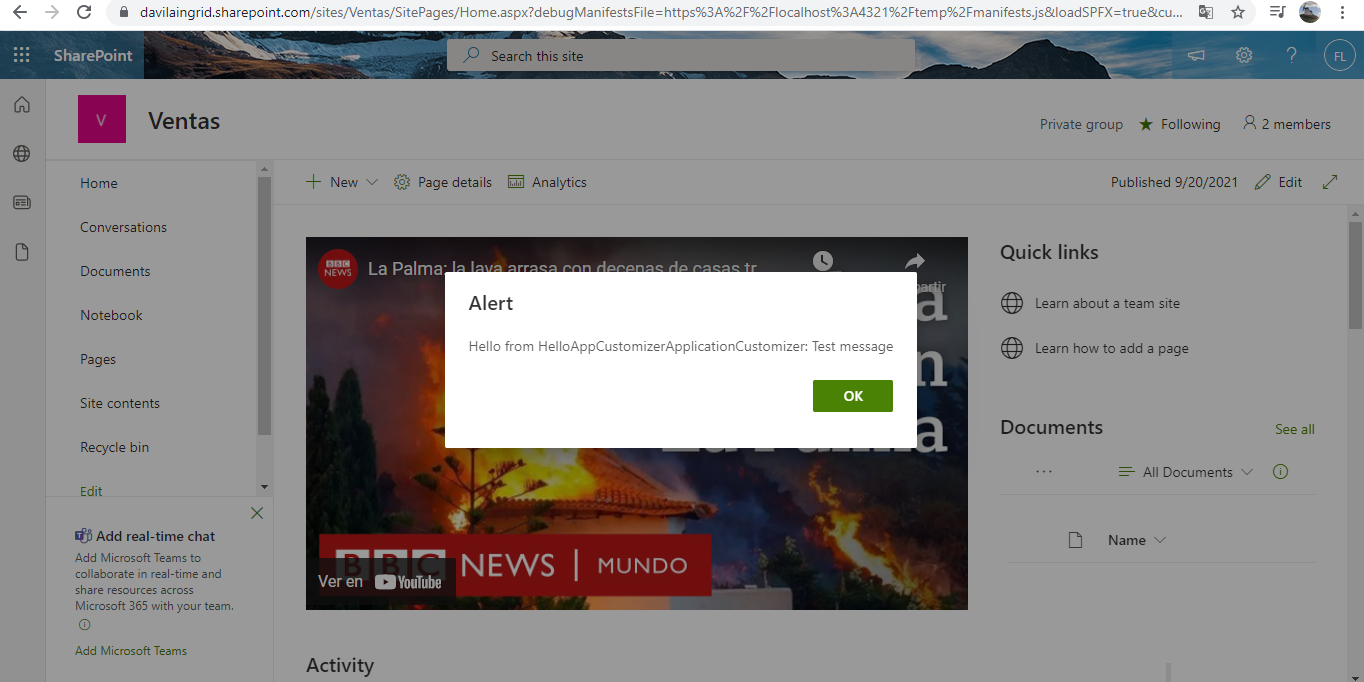 davilaingrid.sharepoint.com/sites/Ventas/SitePages/Home.aspx?debugManifestsFile=https%3A%2F%2Flocalhost%3A4321%2Ftemp%2Fmanifests.js&loadSPFX=true&cu...
SharePoint
Search this site
FL
V
Ventas
Private group
Following
2 members
Home
Conversations
Documents
Notebook
Pages
Site contents
Recycle bin
Edit
Add real-time chat
Add Microsoft Teams to
collaborate in real-time and
share resources across
Microsoft 365 with your team.
Add Microsoft Teams
New
Page details
Analytics
Published 9/20/2021
Edit
BBC
NEWS
La Palma: la lava arrasa con decenas de casas tr
Alert
Hello from HelloAppCustomizerApplicationCustomizer: Test message
OK
BBC NEWS | MUNDO
Ver en YouTube
Quick links
Learn about a team site
Learn how to add a page
Documents
See all
All Documents
Name
Activity